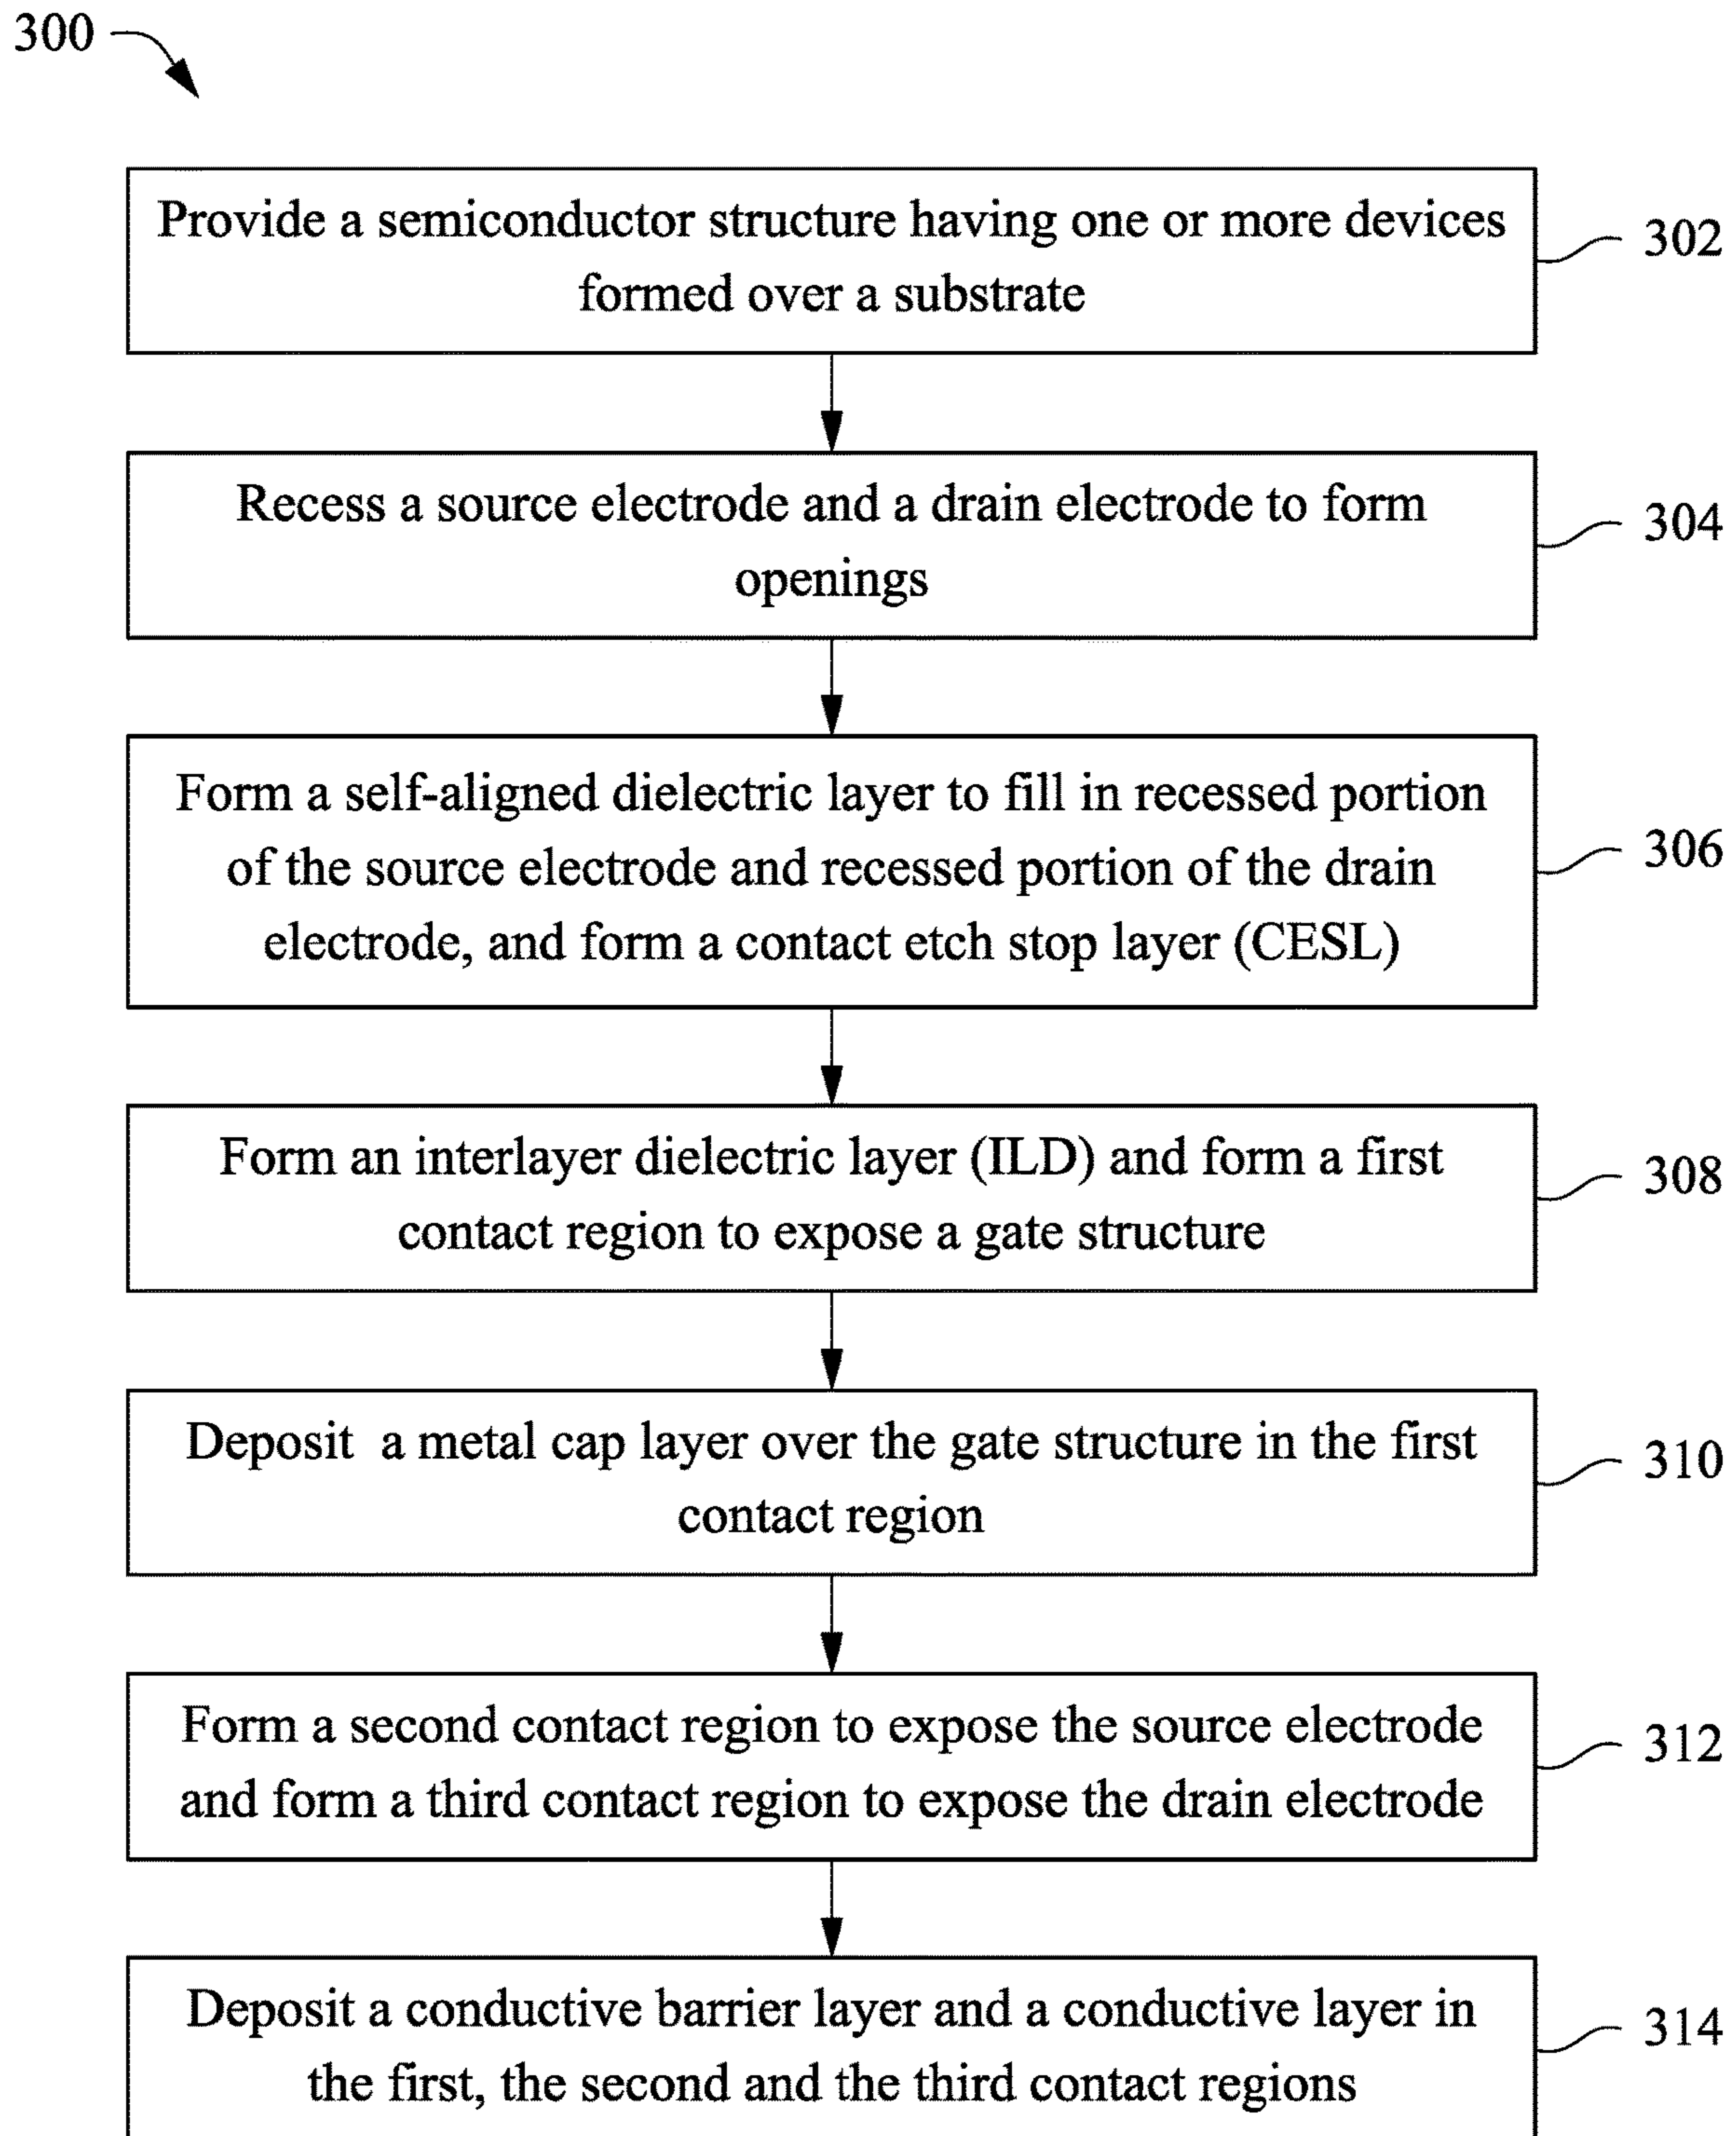 300
Provide a semiconductor structure having one or more devices
formed over a substrate
302
Recess a source electrode and a drain electrode to form
openings
304
Form a self-aligned dielectric layer to fill in recessed portion
of the source electrode and recessed portion of the drain
electrode, and form a contact etch stop layer (CESL)
306
Form an interlayer dielectric layer (ILD) and form a first
contact region to expose a gate structure
308
Deposit a metal cap layer over the gate structure in the first
contact region
310
Form a second contact region to expose the source electrode
and form a third contact region to expose the drain electrode
312
Deposit a conductive barrier layer and a conductive layer in
the first, the second and the third contact regions
314